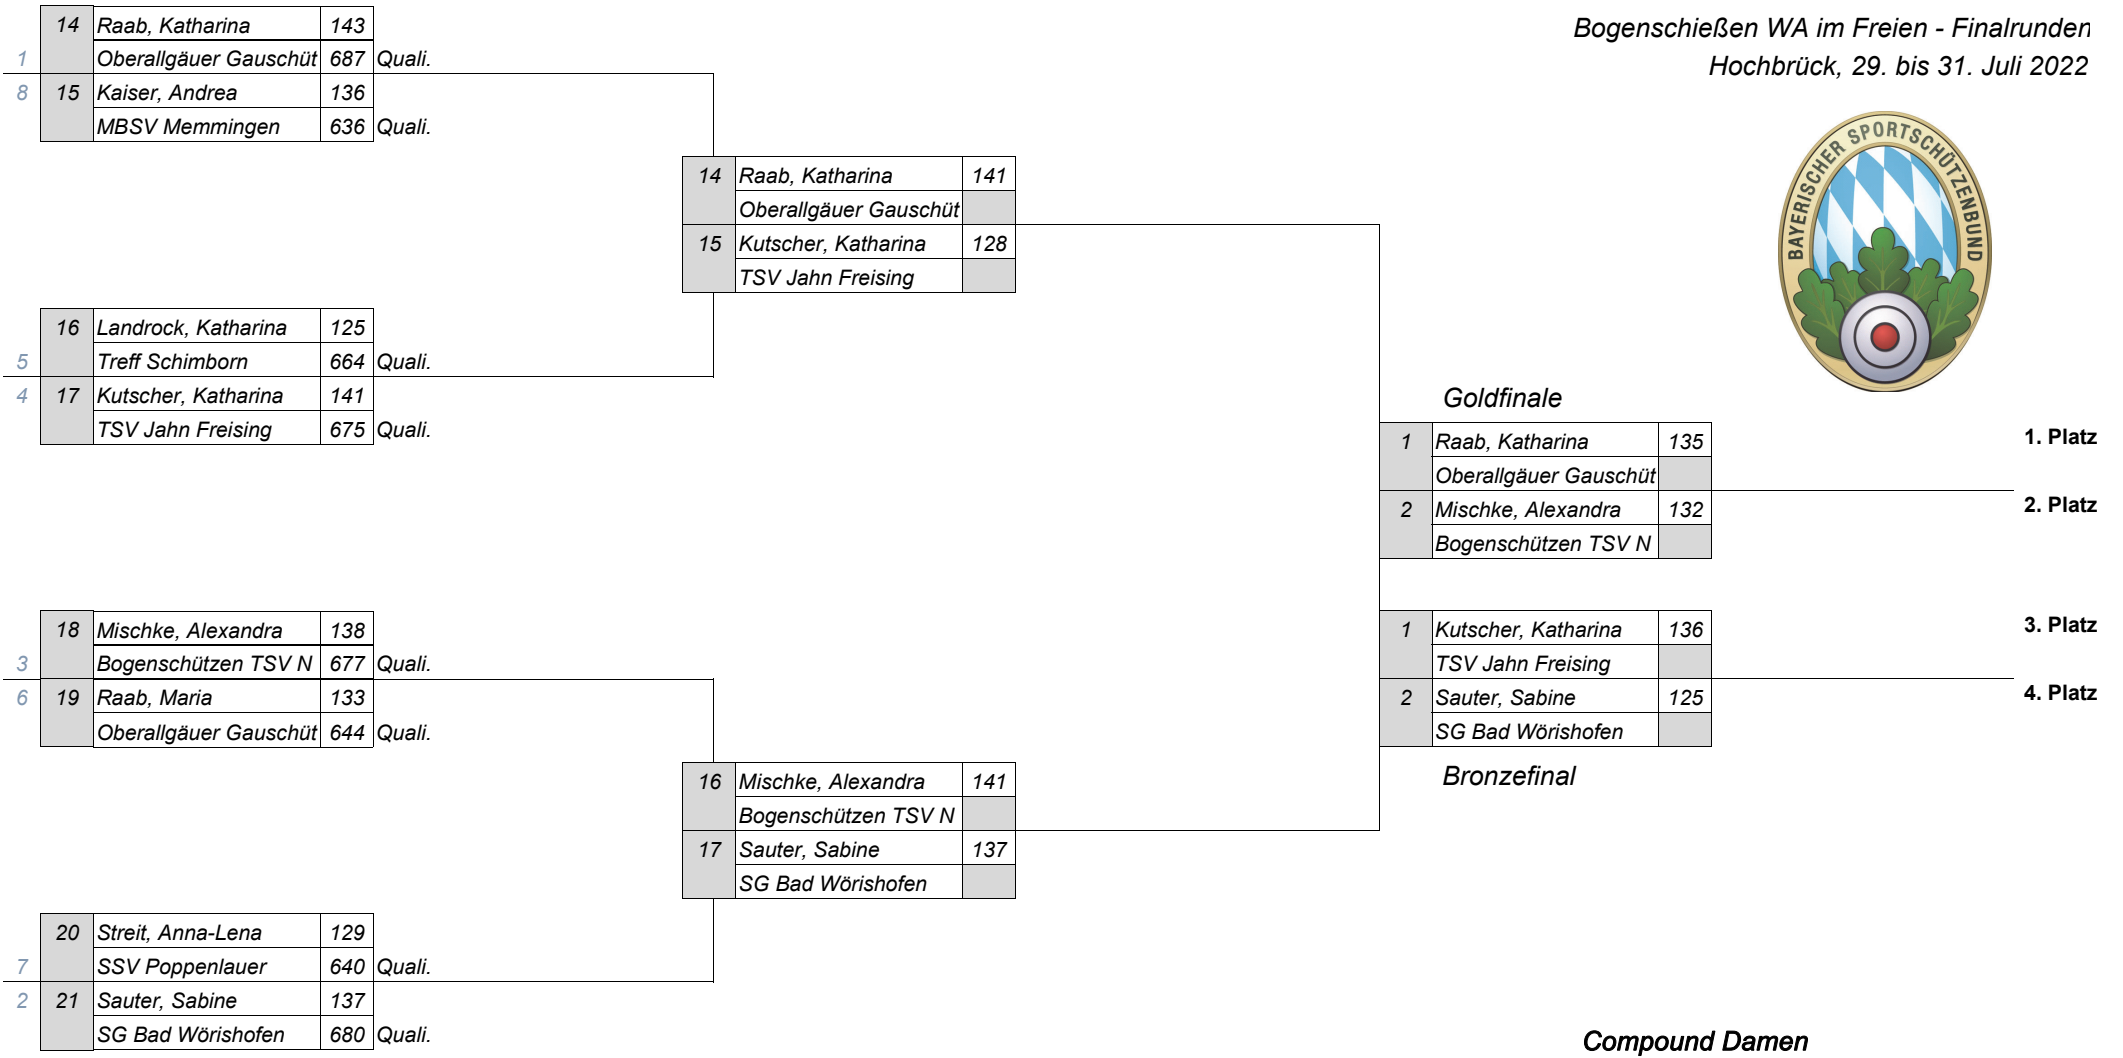 Bogenschießen WA im Freien - Finalrunden
Hochbrück, 29. bis 31. Juli 2022
BAYERISCHER SPORTSCHÜTZENBUND
14 Raab, Katharina 143
1 Oberallgäuer Gauschüt 687 Quali.
8 15 Kaiser, Andrea 136
MBSV Memmingen 636 Quali.
16 Landrock, Katharina 125
5 Treff Schimborn 664 Quali.
4 17 Kutscher, Katharina 141
TSV Jahn Freising 675 Quali.
18 Mischke, Alexandra 138
3 Bogenschützen TSV N 677 Quali.
6 19 Raab, Maria 133
Oberallgäuer Gauschüt 644 Quali.
20 Streit, Anna-Lena 129
7 SSV Poppenlauer 640 Quali.
2 21 Sauter, Sabine 137
SG Bad Wörishofen 680 Quali.
14 Raab, Katharina 141
Oberallgäuer Gauschüt
15 Kutscher, Katharina 128
TSV Jahn Freising
16 Mischke, Alexandra 141
Bogenschützen TSV N
17 Sauter, Sabine 137
SG Bad Wörishofen
Goldfinale
1 Raab, Katharina 135 1. Platz
Oberallgäuer Gauschüt
2 Mischke, Alexandra 132 2. Platz
Bogenschützen TSV N
1 Kutscher, Katharina 136 3. Platz
TSV Jahn Freising
2 Sauter, Sabine 125 4. Platz
SG Bad Wörishofen
Bronzefinal
Compound Damen